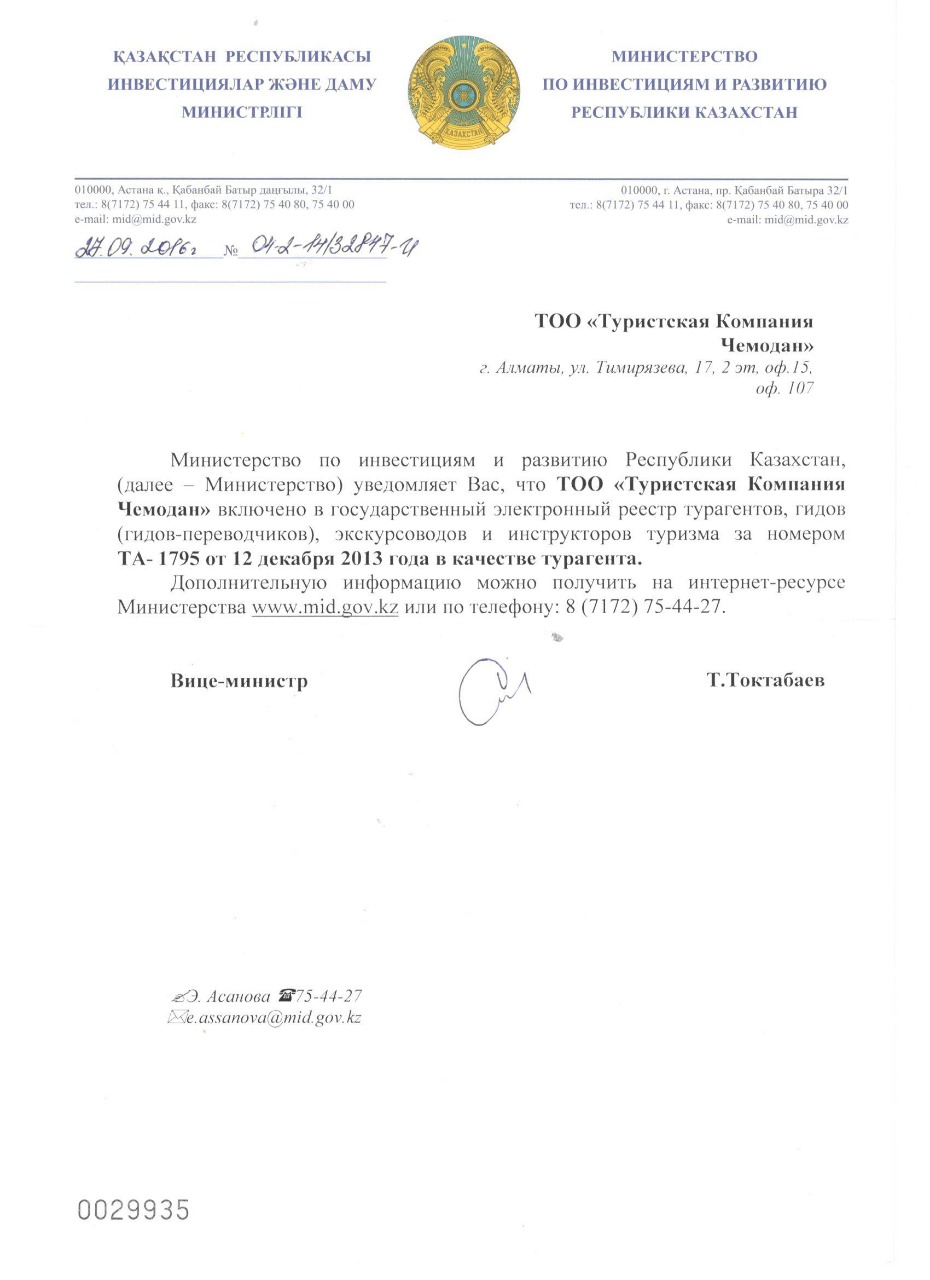 ҚАЗАҚСТАН РЕСПУБЛИКАСЫ
ИНВЕСТИЦИЯЛАР ЖӘНЕ ДАМУ
МИНИСТРЛІГІ
МИНИСТЕРСТВО
ПО ИНВЕСТИЦИЯМ И РАЗВИТИЮ
РЕСПУБЛИКИ КАЗАХСТАН
ҚАЗАҚСТАН
010000, Астана қ., Қабанбай Батыр даңғылы, 32/1
тел.: 8(7172) 75 44 11, факс: 8(7172) 75 40 80, 75 40 00
e-mail: mid@mid.gov.kz
010000, г. Астана, пр. Қабанбай Батыра 32/1
тел.: 8(7172) 75 44 11, факс: 8(7172) 75 40 80, 75 40 00
e-mail: mid@mid.gov.kz
27.09.2016г № 04-2-14/32847-И
ТОО «Туристская Компания
Чемодан»
г. Алматы, ул. Тимирязева, 17, 2 эт, оф.15,
оф. 107
Министерство по инвестициям и развитию Республики Казахстан,
(далее – Министерство) уведомляет Вас, что ТОО «Туристская Компания
Чемодан» включено в государственный электронный реестр турагентов, гидов
(гидов-переводчиков), экскурсоводов и инструкторов туризма за номером
ТА- 1795 от 12 декабря 2013 года в качестве турагента.
Дополнительную информацию можно получить на интернет-ресурсе
Министерства www.mid.gov.kz или по телефону: 8 (7172) 75-44-27.
Вице-министр Т.Токтабаев
Э. Асанова 75-44-27
e.assanova@mid.gov.kz
0029935